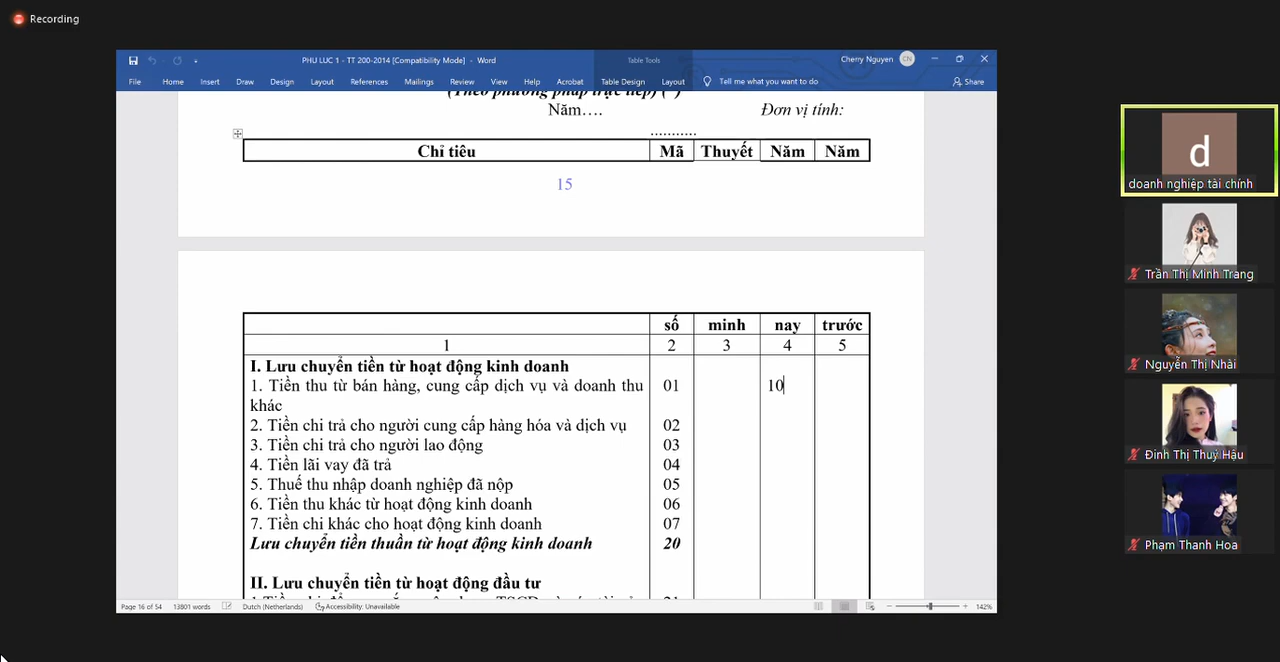 Recording
PHU LUC 1 - TT 200-2014 [Compatibility Mode] - Word
Table Tools
Cherry Nguyen
CN
File Home Insert Draw Design Layout References Mailings Review View Help Acrobat Table Design Layout Tell me what you want to do Share
(Theo phương pháp trực tiếp) (*)
Năm…. Đơn vị tính:
...........
Chỉ tiêu Mã Thuyết Năm Năm
15
số minh nay trước
1 2 3 4 5
I. Lưu chuyển tiền từ hoạt động kinh doanh
1. Tiền thu từ bán hàng, cung cấp dịch vụ và doanh thu 01 10
khác
2. Tiền chi trả cho người cung cấp hàng hóa và dịch vụ 02
3. Tiền chi trả cho người lao động 03
4. Tiền lãi vay đã trả 04
5. Thuế thu nhập doanh nghiệp đã nộp 05
6. Tiền thu khác từ hoạt động kinh doanh 06
7. Tiền chi khác cho hoạt động kinh doanh 07
Lưu chuyển tiền thuần từ hoạt động kinh doanh 20
II. Lưu chuyển tiền từ hoạt động đầu tư
Page 16 of 54 13801 words Dutch (Netherlands) Accessibility: Unavailable 142%
d
doanh nghiệp tài chính
Trần Thị Minh Trang
Nguyễn Thị Nhài
Đinh Thị Thuý Hậu
Phạm Thanh Hoa